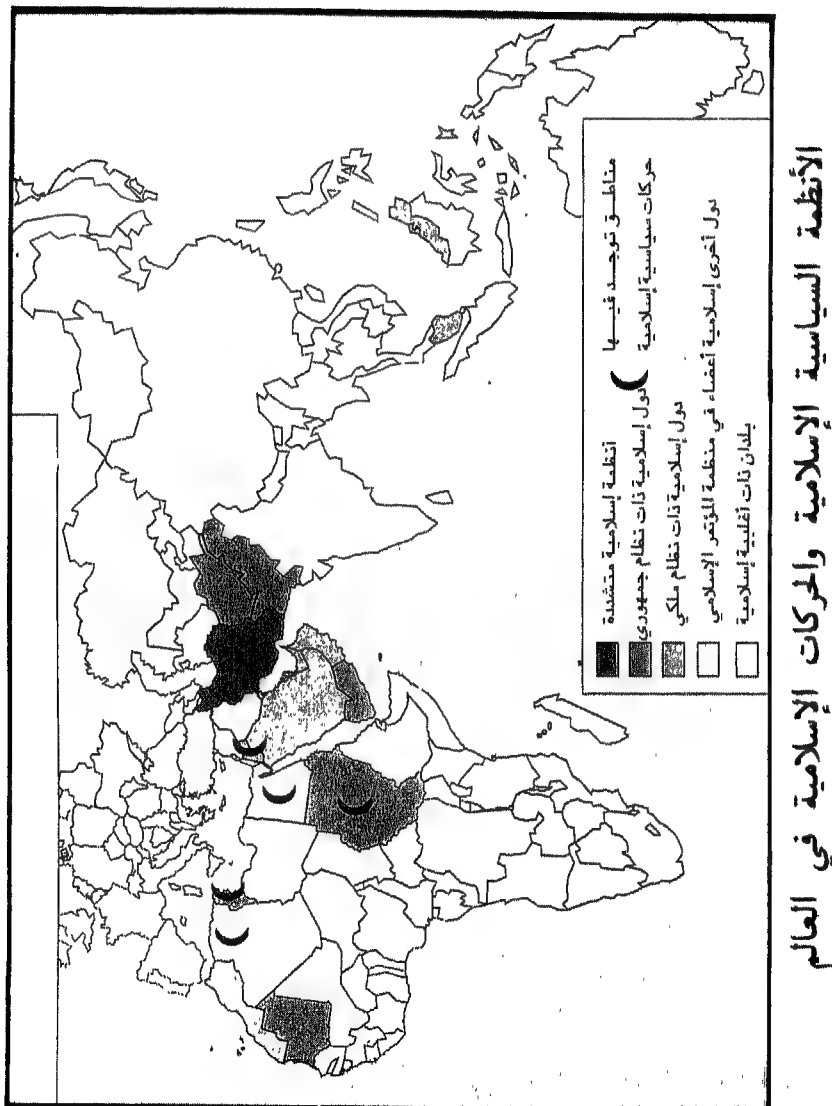 الأنظمة السياسية الإسلامية والحركات الإسلامية في العالم
أنظمة إسلامية متشددة
دول إسلامية ذات نظام جمهوري
دول إسلامية ذات نظام ملكي
دول أخرى إسلامية أعضاء في منظمة المؤتمر الإسلامي
بلدان ذات أغلبية إسلامية
مناطق توجد فيها
حركات سياسية إسلامية